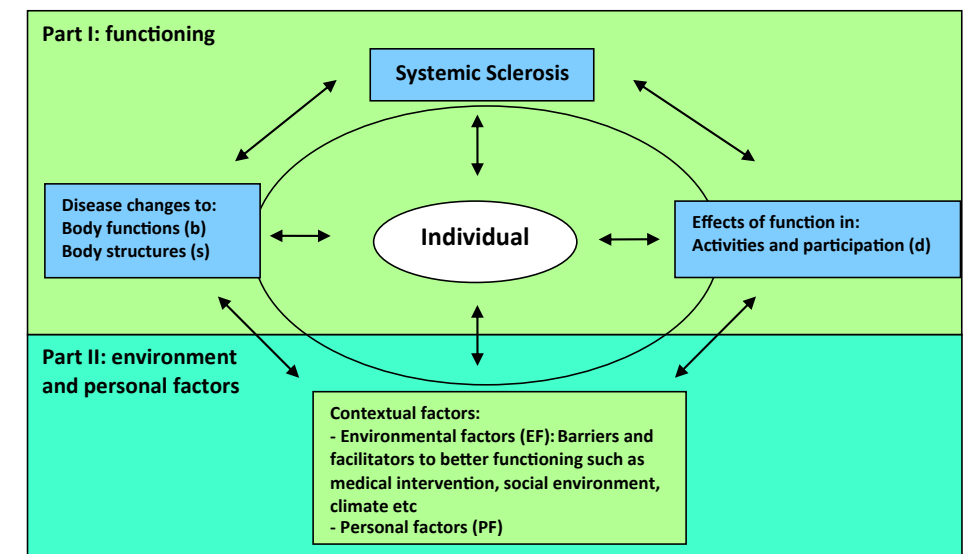 Part I: functioning
Systemic Sclerosis
Disease changes to:
Body functions (b)
Body structures (s)
Individual
Effects of function in:
Activities and participation (d)
Part II: environment
and personal factors
Contextual factors:
- Environmental factors (EF): Barriers and
facilitators to better functioning such as
medical intervention, social environment,
climate etc
- Personal factors (PF)